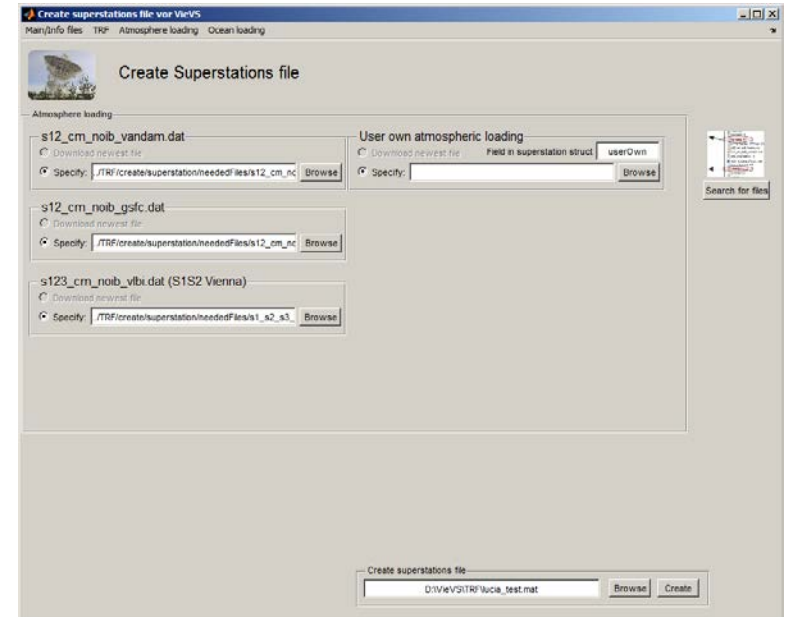 Create superstations file vor VieVS
Main/Info files TRF Atmosphere loading Ocean loading
Create Superstations file
Atmosphere loading
s12_cm_noib_vandam.dat
Download newest file
Specify: ./TRF/create/superstation/neededFiles/s12_cm_nc Browse
User own atmospheric loading
Download newest file Field in superstation struct userOwn
Specify: Browse
Search for files
s12_cm_noib_gsfc.dat
Download newest file
Specify: ./TRF/create/superstation/neededFiles/s12_cm_nc Browse
s123_cm_noib_vlbi.dat (S1S2 Vienna)
Download newest file
Specify: ./TRF/create/superstation/neededFiles/s1_s2_s3_ Browse
Create superstations file
D:\VieVS\TRF\lucia_test.mat Browse Create